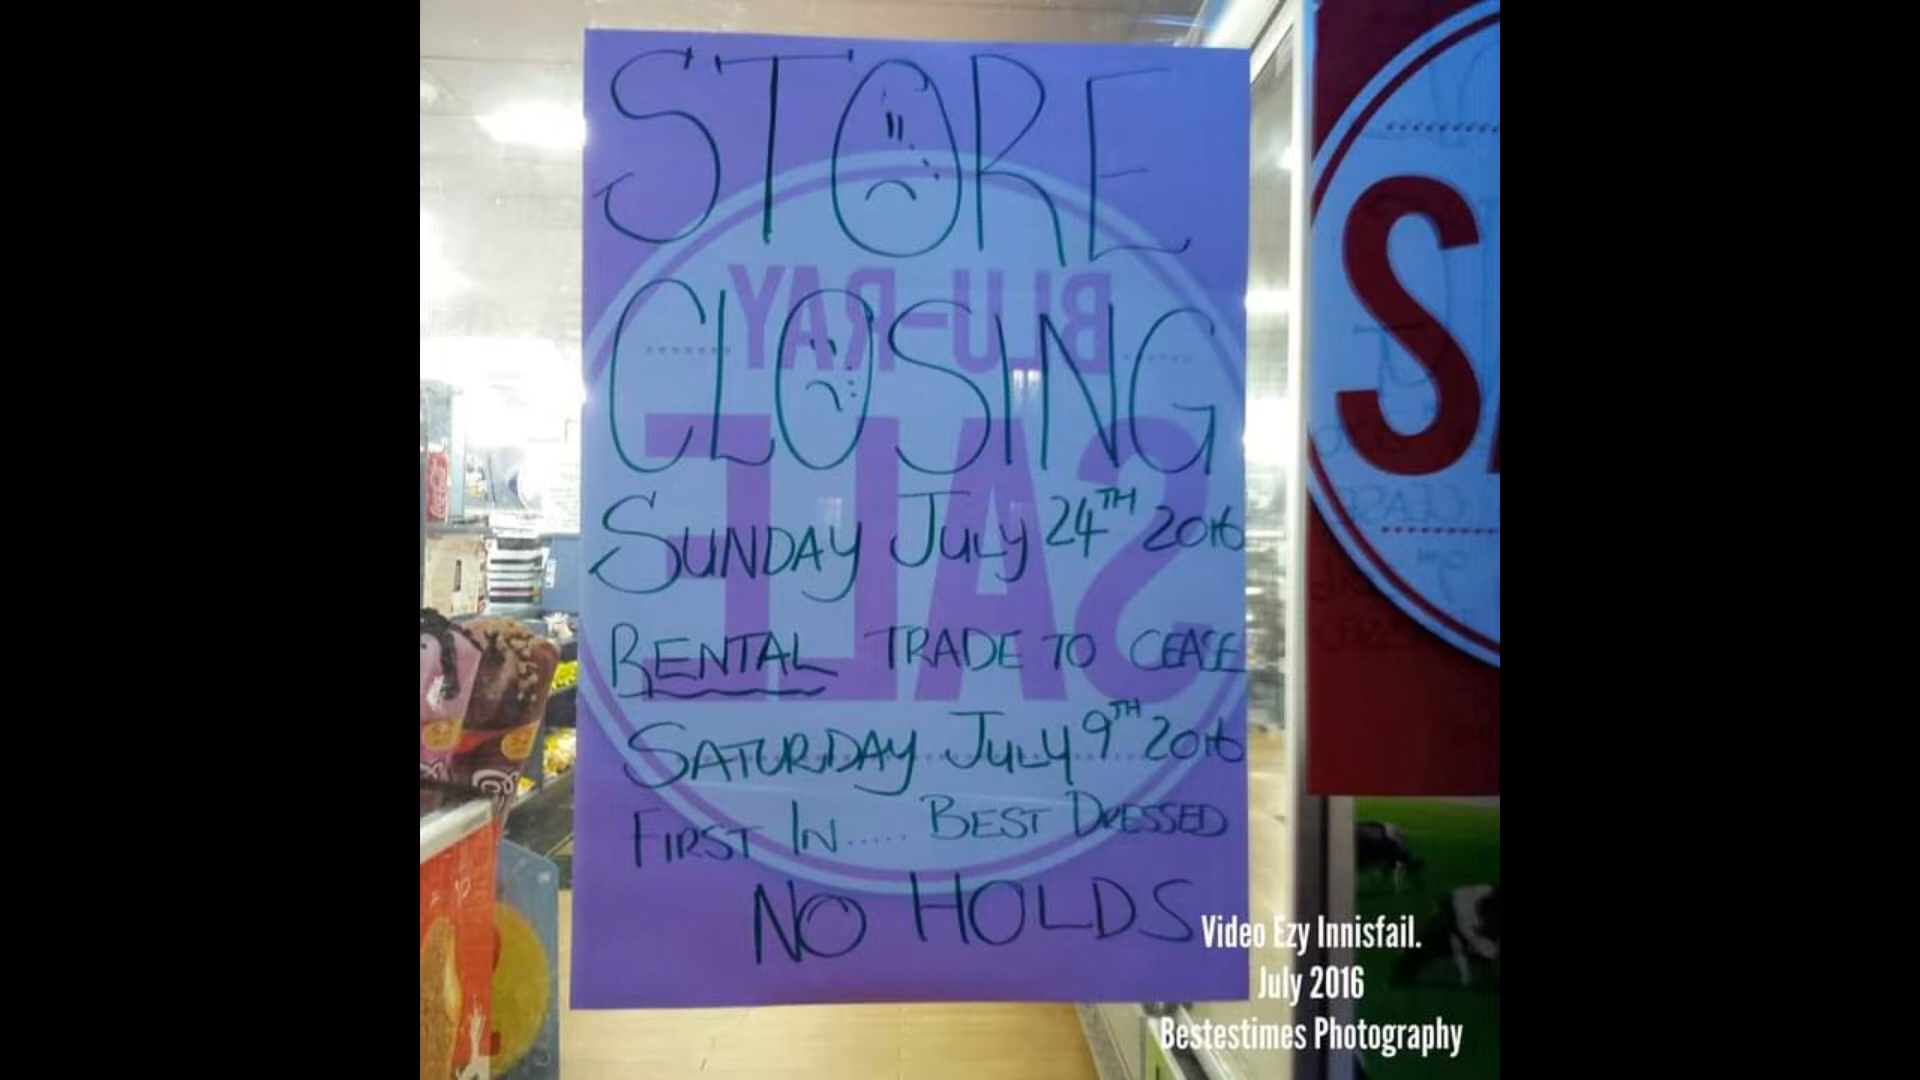 STORE
CLOSING
BLU-RAY
SALE
SUNDAY JULY 24TH 2016
RENTAL TRADE TO CEASE
SATURDAY JULY 9TH 2016
FIRST IN..... BEST DRESSED
NO HOLDS
Video Ezy Innisfail.
July 2016
Bestestimes Photography